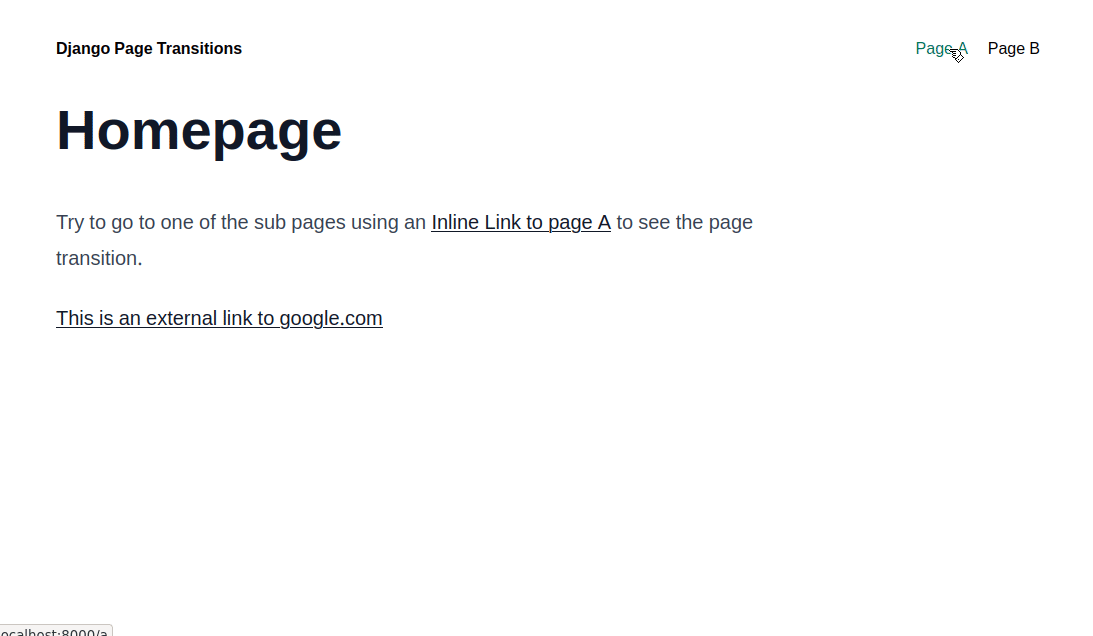 Django Page Transitions Page A Page B
Homepage
Try to go to one of the sub pages using an Inline Link to page A to see the page
transition.
This is an external link to google.com
ocalhost:8000/a